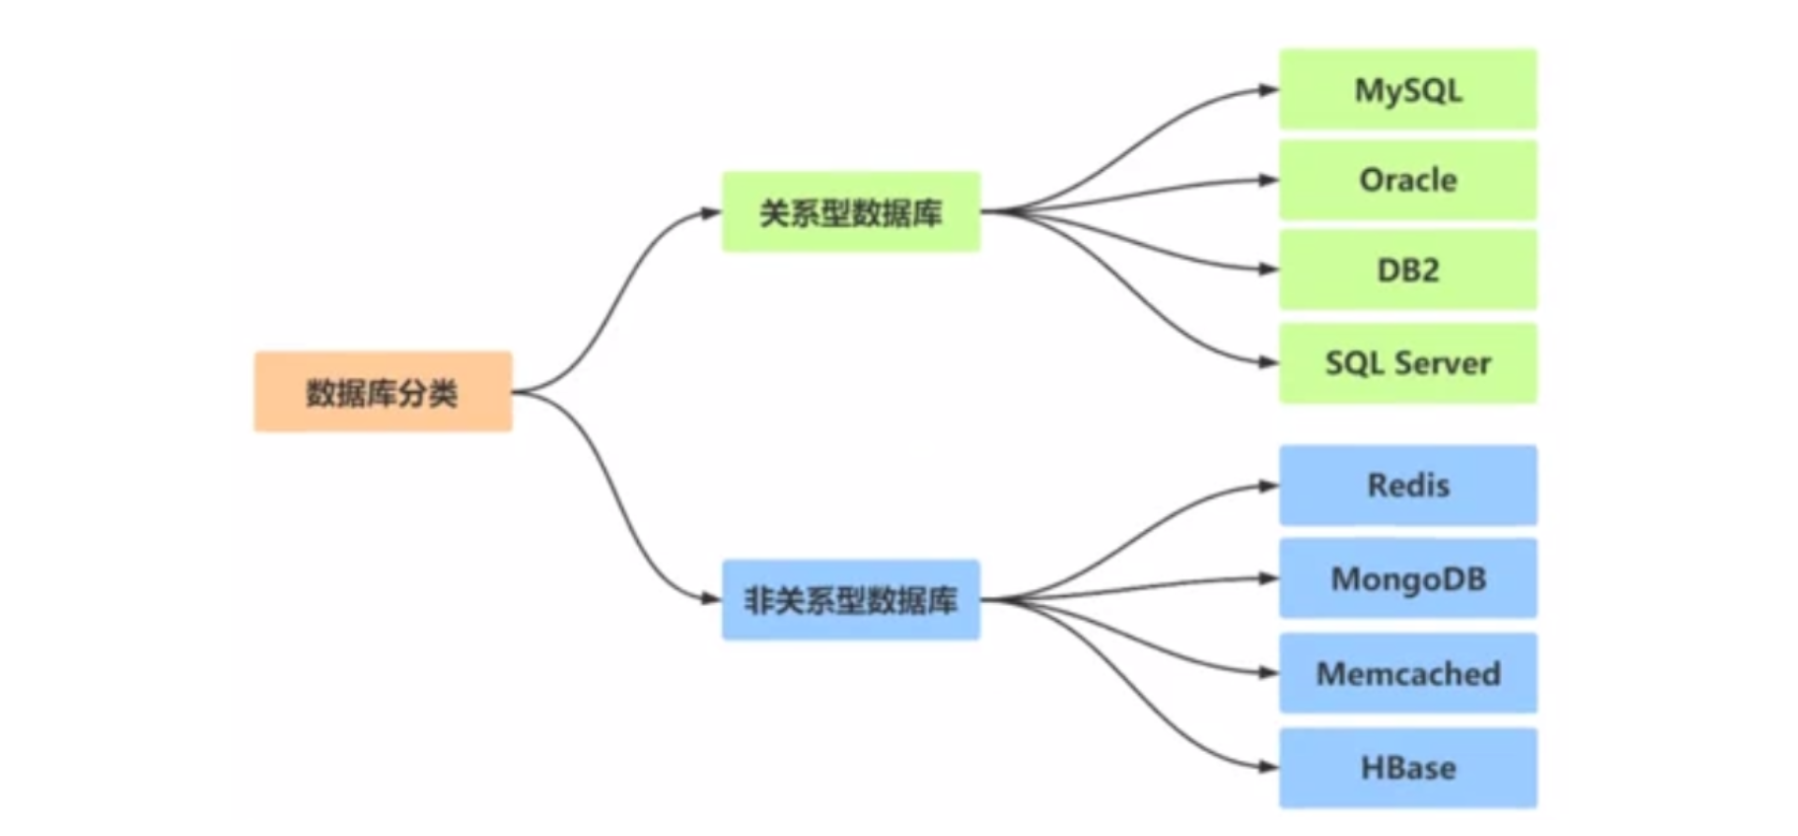 数据库分类
关系型数据库
MySQL
Oracle
DB2
SQL Server
非关系型数据库
Redis
MongoDB
Memcached
HBase